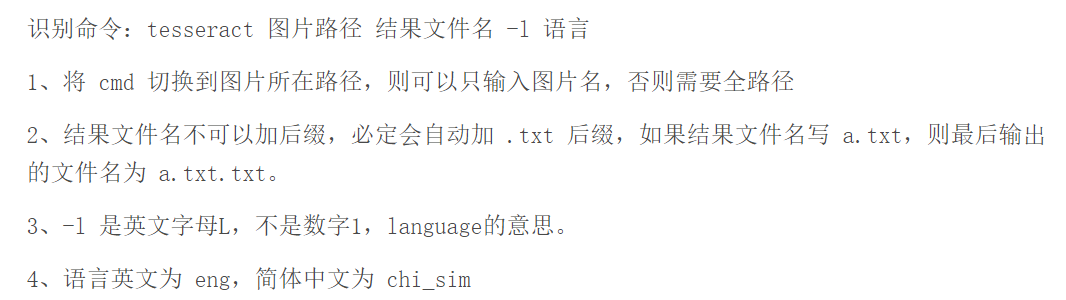 识别命令：tesseract 图片路径 结果文件名 -l 语言
1、将 cmd 切换到图片所在路径，则可以只输入图片名，否则需要全路径
2、结果文件名不可以加后缀，必定会自动加 .txt 后缀，如果结果文件名写 a.txt，则最后输出
的文件名为 a.txt.txt。
3、-l 是英文字母L，不是数字1，language的意思。
4、语言英文为 eng，简体中文为 chi_sim